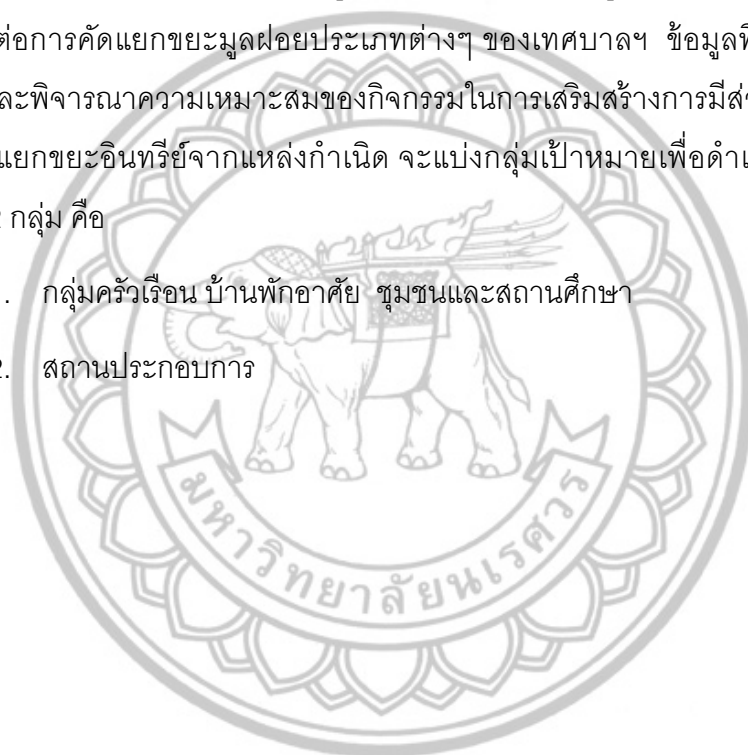 ต่อการคัดแยกขยะมูลฝอยประเภทต่างๆ ของเทศบาลฯ ข้อมูลที
ละพิจารณาความเหมาะสมของกิจกรรมในการเสริมสร้างการมีส่
แยกขยะอินทรีย์จากแหล่งกำเนิด จะแบ่งกลุ่มเป้าหมายเพื่อดำเ
กลุ่ม คือ
. กลุ่มครัวเรือน บ้านพักอาศัย ชุมชนและสถานศึกษา
2. สถานประกอบการ
มหาวิทยาลัยนเรศวร